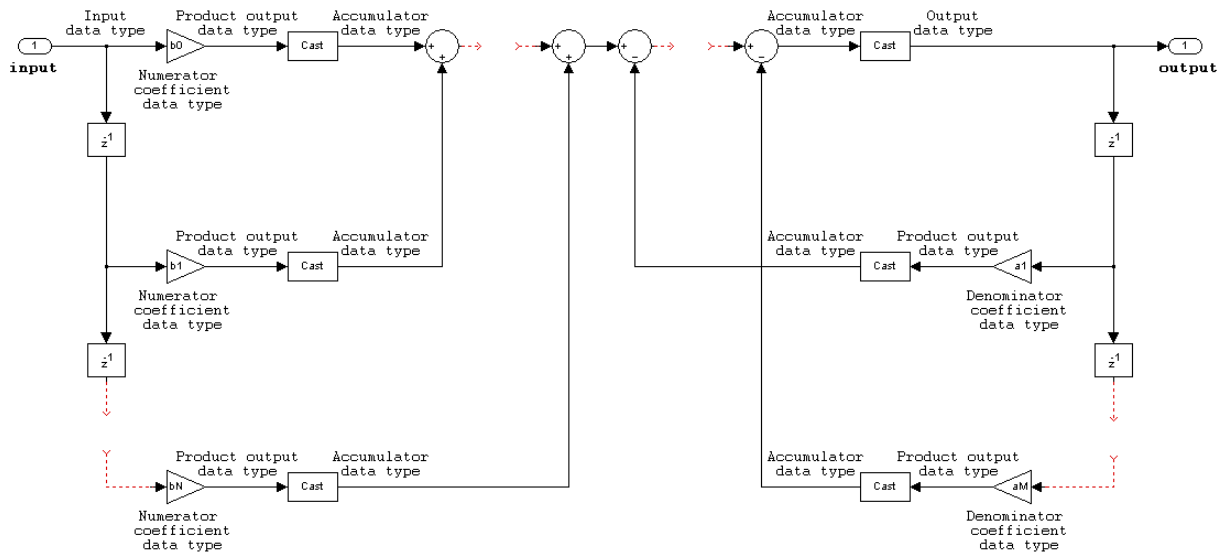 Input
data type
Product output
data type
Accumulator
data type
Accumulator
data type
Output
data type
1
b0
Cast
+
+
+
+
+
−
+
−
Cast
1
input
output
Numerator
coefficient
data type
z-1
z-1
Product output
data type
Accumulator
data type
Accumulator
data type
Product output
data type
b1
Cast
Cast
a1
Numerator
coefficient
data type
Denominator
coefficient
data type
z-1
z-1
Product output
data type
Accumulator
data type
Accumulator
data type
Product output
data type
bN
Cast
Cast
aM
Numerator
coefficient
data type
Denominator
coefficient
data type